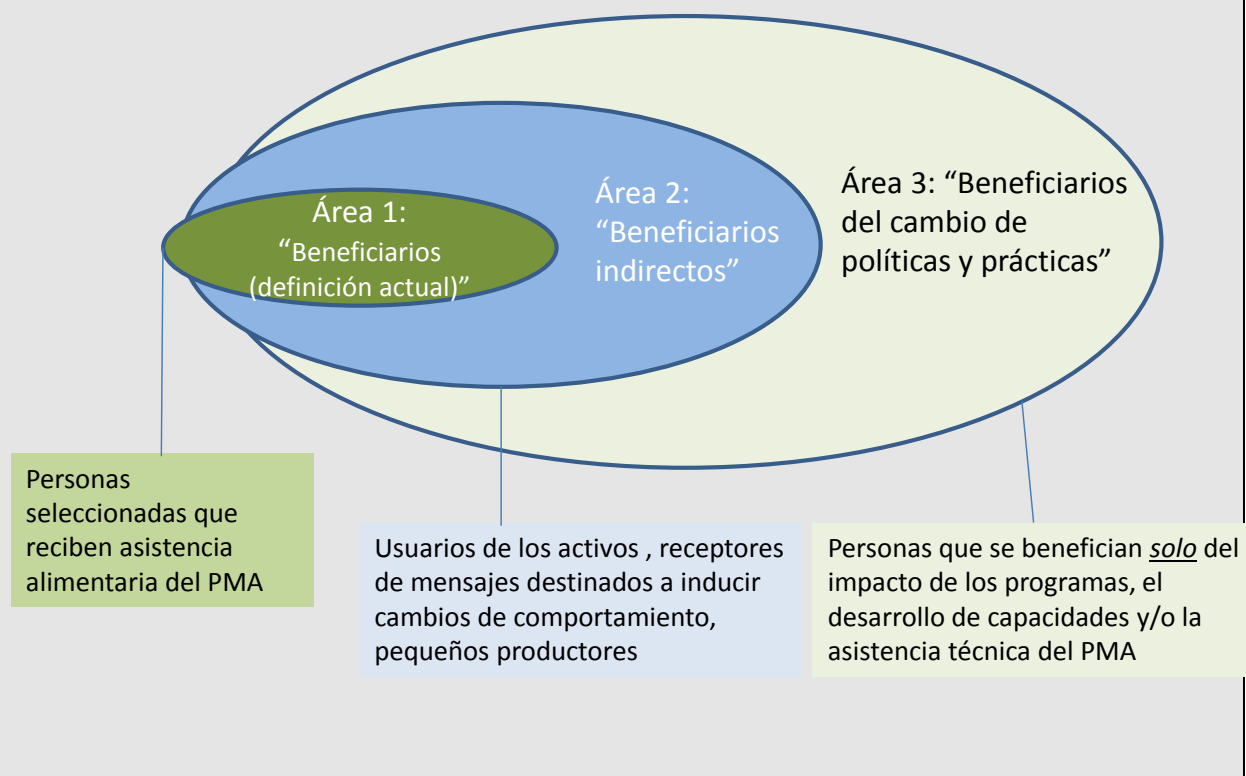 Área 1:
“Beneficiarios
(definición actual)”
Área 2:
“Beneficiarios
indirectos”
Área 3: “Beneficiarios
del cambio de
políticas y prácticas”
Personas
seleccionadas que
reciben asistencia
alimentaria del PMA
Usuarios de los activos , receptores
de mensajes destinados a inducir
cambios de comportamiento,
pequeños productores
Personas que se benefician solo del
impacto de los programas, el
desarrollo de capacidades y/o la
asistencia técnica del PMA